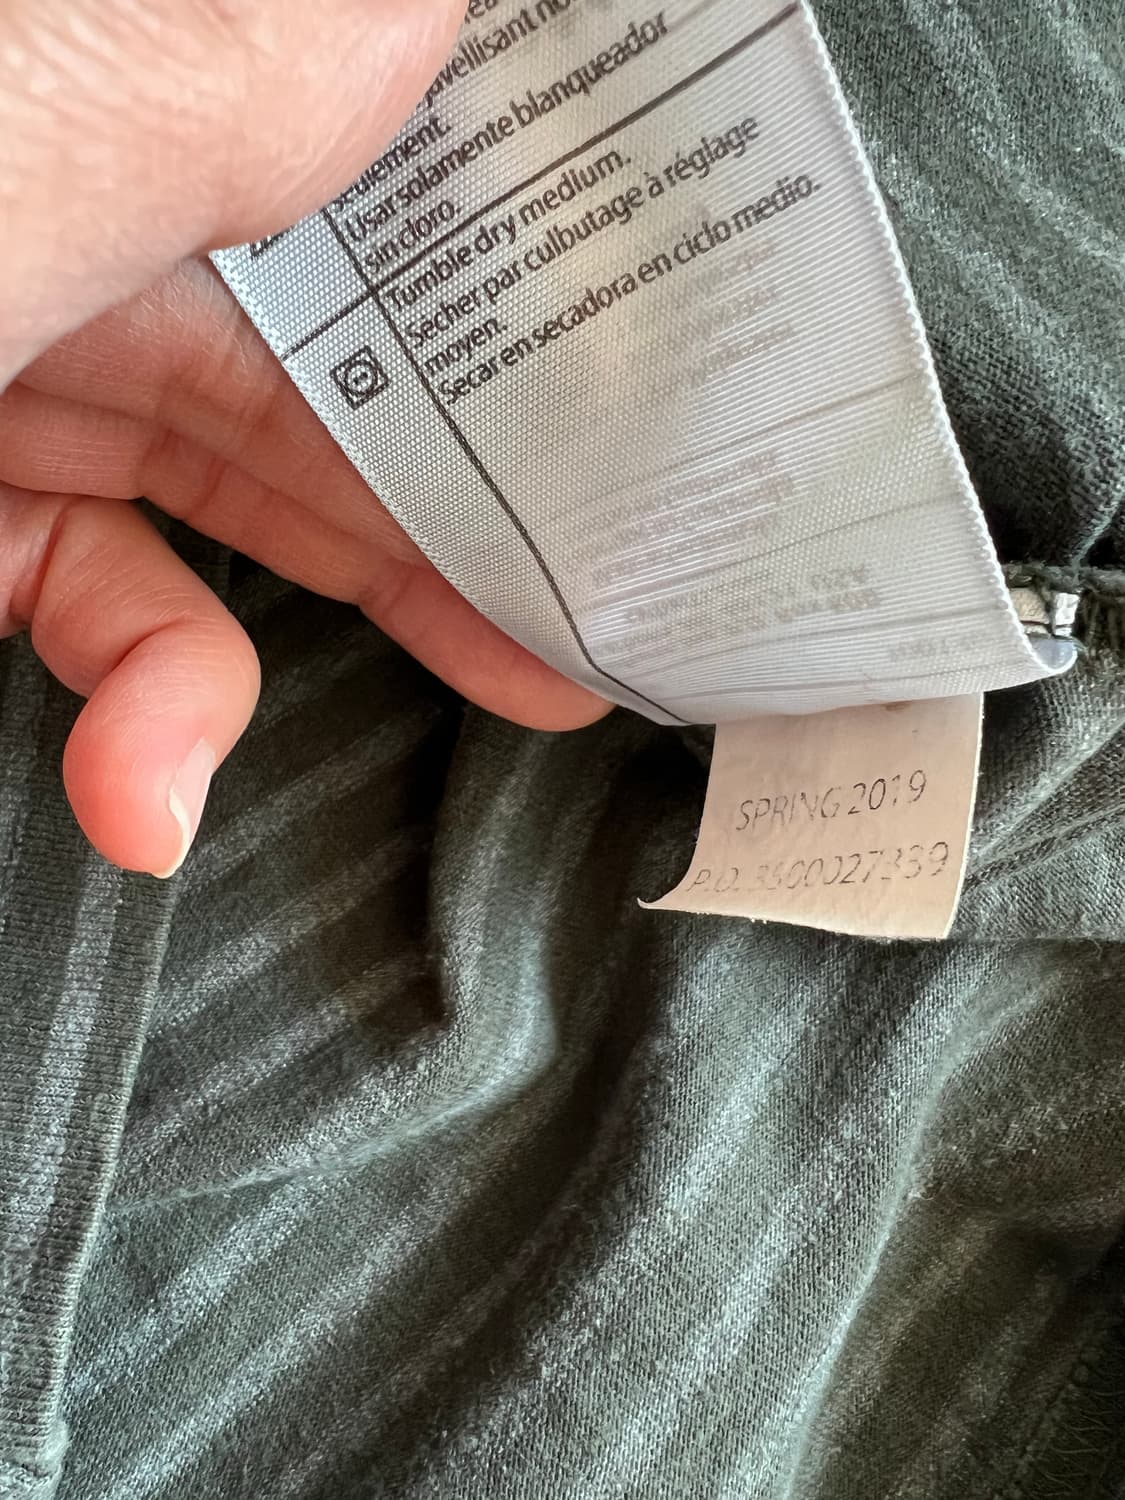 javellisant
seulement.
Usar solamente blanqueador
sin cloro.
Tumble dry medium.
Sécher par culbutage à réglage
moyen.
Secar en secadora en ciclo medio.
SPRING 2019
P.O. 3500027339